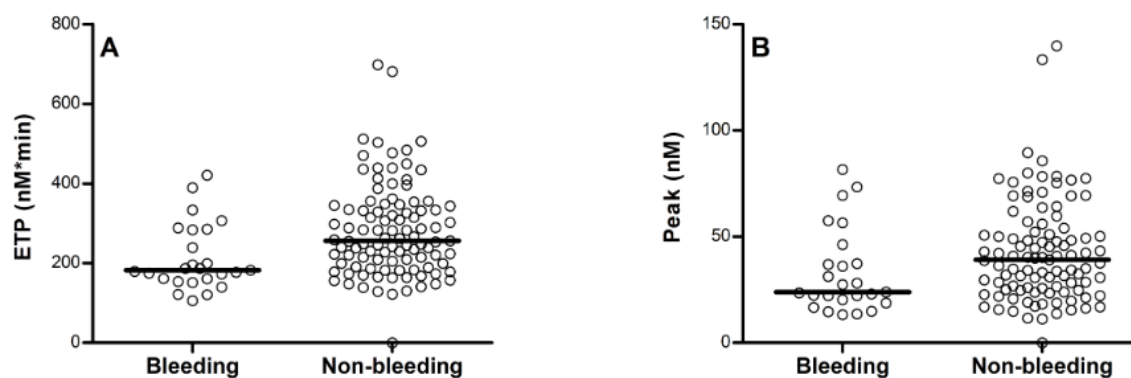 A
ETP (nM*min)
800
600
400
200
0
Bleeding Non-bleeding
B
Peak (nM)
150
100
50
0
Bleeding Non-bleeding